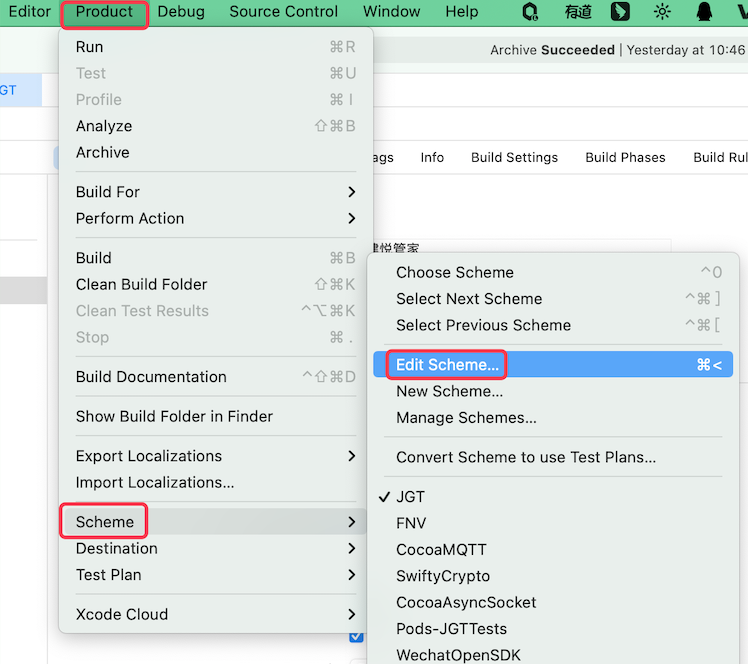 Editor Product Debug Source Control Window Help 有道
Archive Succeeded | Yesterday at 10:46
GT
ags Info Build Settings Build Phases Build Rul
Run ⌘R
Test ⌘U
Profile ⌘I
Analyze ⇧⌘B
Archive
Build For
Perform Action
Build ⌘B
Clean Build Folder ⇧⌘K
Clean Test Results ^⌥⌘K
Stop ⌘.
Build Documentation ^⇧⌘D
Show Build Folder in Finder
Export Localizations
Import Localizations...
Scheme
Destination
Test Plan
Xcode Cloud
悦管家
Choose Scheme ^0
Select Next Scheme ^⌘]
Select Previous Scheme ^⌘[
Edit Scheme... ⌘<
New Scheme...
Manage Schemes...
Convert Scheme to use Test Plans...
✓ JGT
FNV
CocoaMQTT
SwiftyCrypto
CocoaAsyncSocket
Pods-JGTTests
WechatOpenSDK